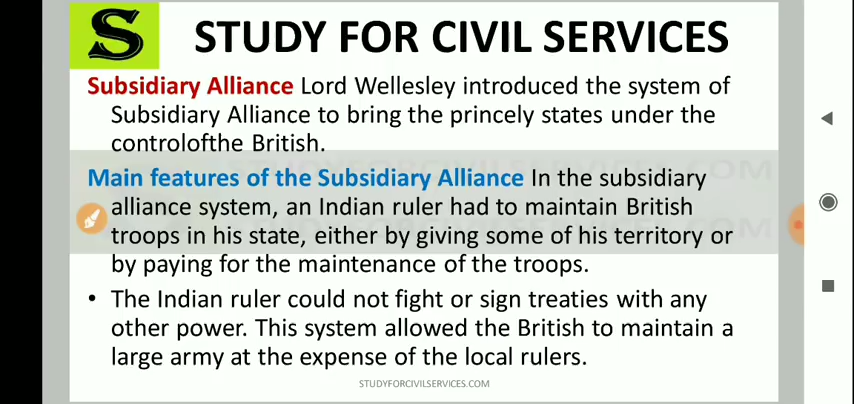 S
STUDY FOR CIVIL SERVICES
Subsidiary Alliance Lord Wellesley introduced the system of
Subsidiary Alliance to bring the princely states under the
controlofthe British.
Main features of the Subsidiary Alliance In the subsidiary
alliance system, an Indian ruler had to maintain British
troops in his state, either by giving some of his territory or
by paying for the maintenance of the troops.
• The Indian ruler could not fight or sign treaties with any
other power. This system allowed the British to maintain a
large army at the expense of the local rulers.
STUDYFORCIVILSERVICES.COM